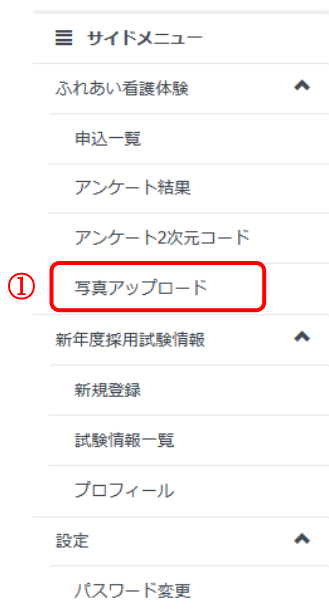 サイドメニュー
ふれあい看護体験
申込一覧
アンケート結果
アンケート2次元コード
① 写真アップロード
新年度採用試験情報
新規登録
試験情報一覧
プロフィール
設定
パスワード変更